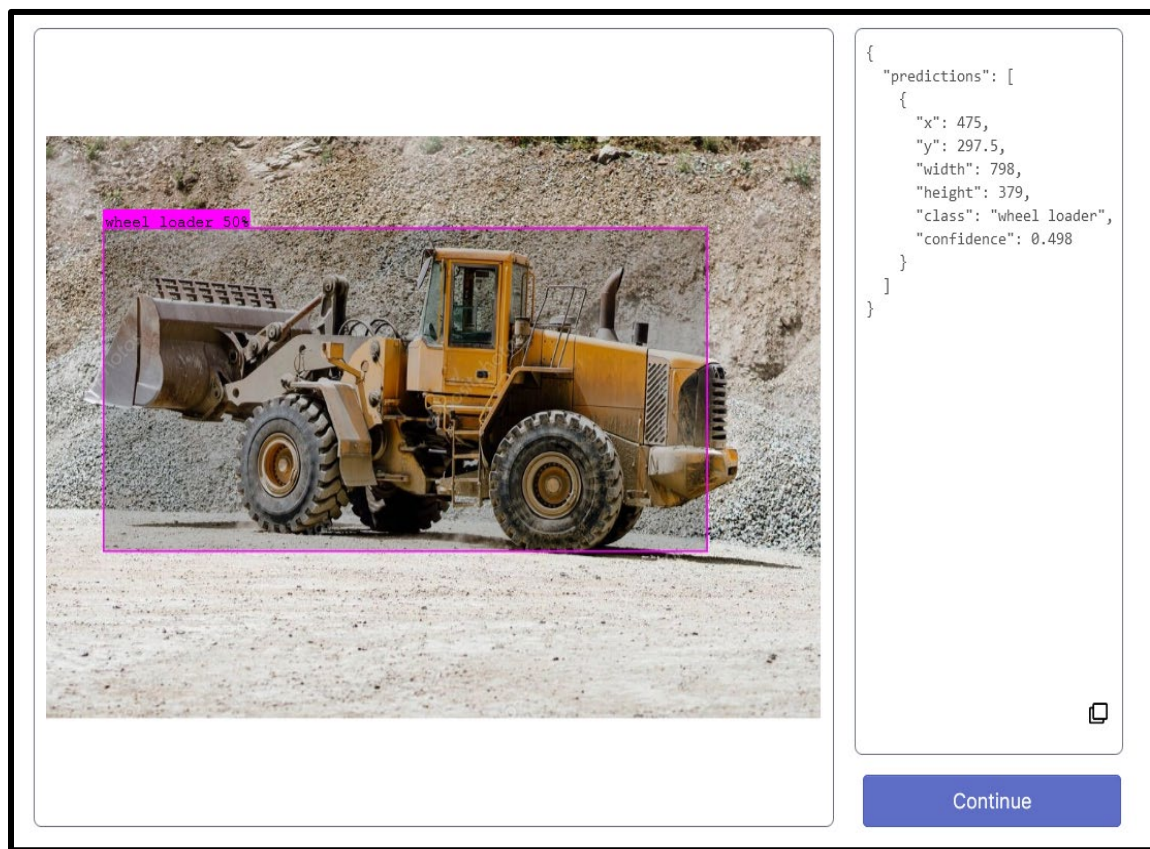 wheel loader 50%
{
"predictions": [
{
"x": 475,
"y": 297.5,
"width": 798,
"height": 379,
"class": "wheel loader",
"confidence": 0.498
}
]
}
Continue